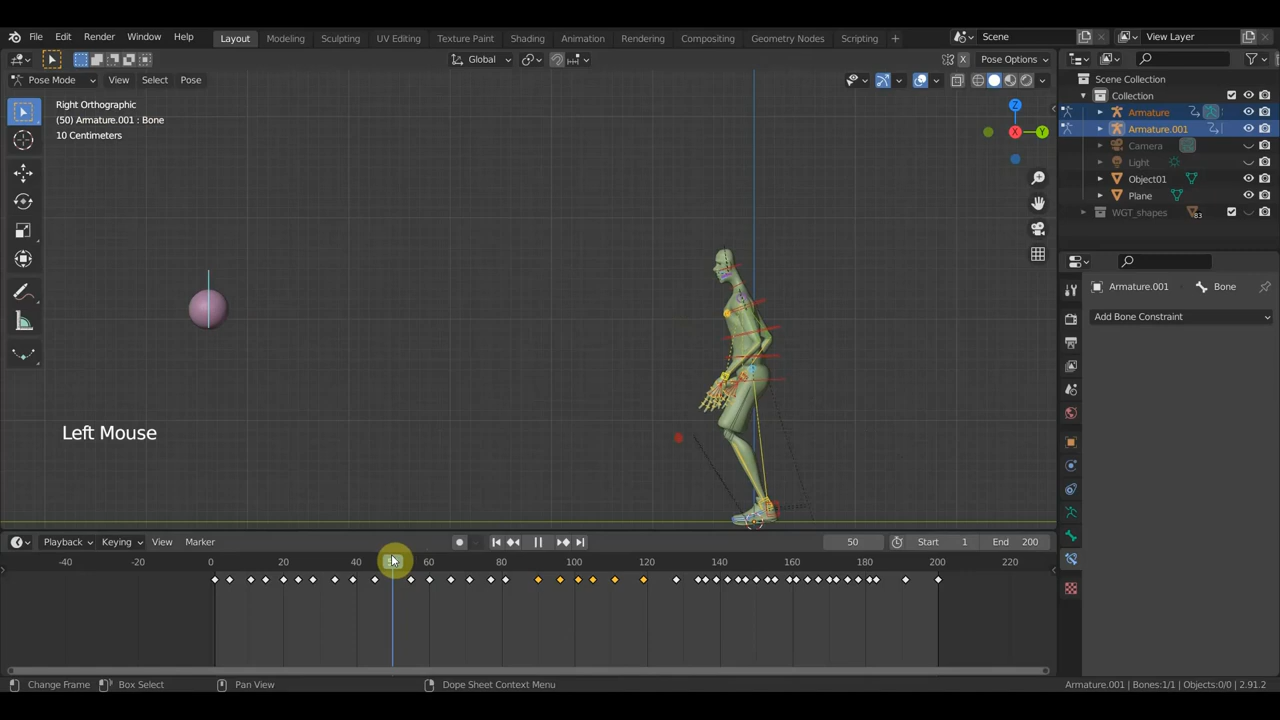 File Edit Render Window Help Layout Modeling Sculpting UV Editing Texture Paint Shading Animation Rendering Compositing Geometry Nodes Scripting + Scene View Layer
Global Pose Options
Pose Mode View Select Pose
Scene Collection
Right Orthographic
Collection
(50) Armature.001 : Bone
Armature
10 Centimeters
Armature.001
Z
X
Y
Camera
Light
Object01
Plane
WGT_shapes 83
Armature.001 Bone
Add Bone Constraint
Left Mouse
Playback Keying View Marker 50 Start 1 End 200
-40 -20 0 20 40 60 80 100 120 140 160 180 200 220
Change Frame Box Select Pan View Dope Sheet Context Menu Armature.001 | Bones:1/1 | Objects:0/0 | 2.91.2